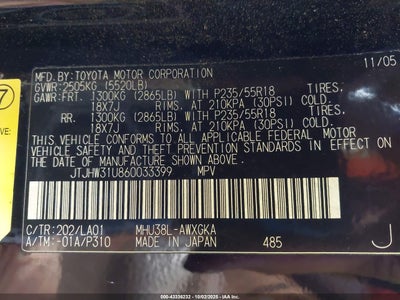 11/05
MFD.BY:TOYOTA MOTOR CORPORATION
GVWR:2505KG (5520LB)
GAWR:FRT. 1300KG (2865LB) WITH P235/55R18 TIRES,
18X7J RIMS, AT 210KPA (30PSI) COLD.
RR. 1300KG (2865LB) WITH P235/55R18 TIRES,
18X7J RIMS, AT 210KPA (30PSI) COLD.
THIS VEHICLE CONFORMS TO ALL APPLICABLE FEDERAL MOTOR
VEHICLE SAFETY, BUMPER, AND THEFT PREVENTION STANDARDS IN
EFFECT ON THE DATE OF MANUFACTURE SHOWN ABOVE.
JTJHW31U860033399 MPV
C/TR:202/LA01 MHU38L-AWXGKA
A/TM:-01A/P310 MADE IN JAPAN 485 J
7
000-43336232 - 10/02/2025 - IAAI.COM